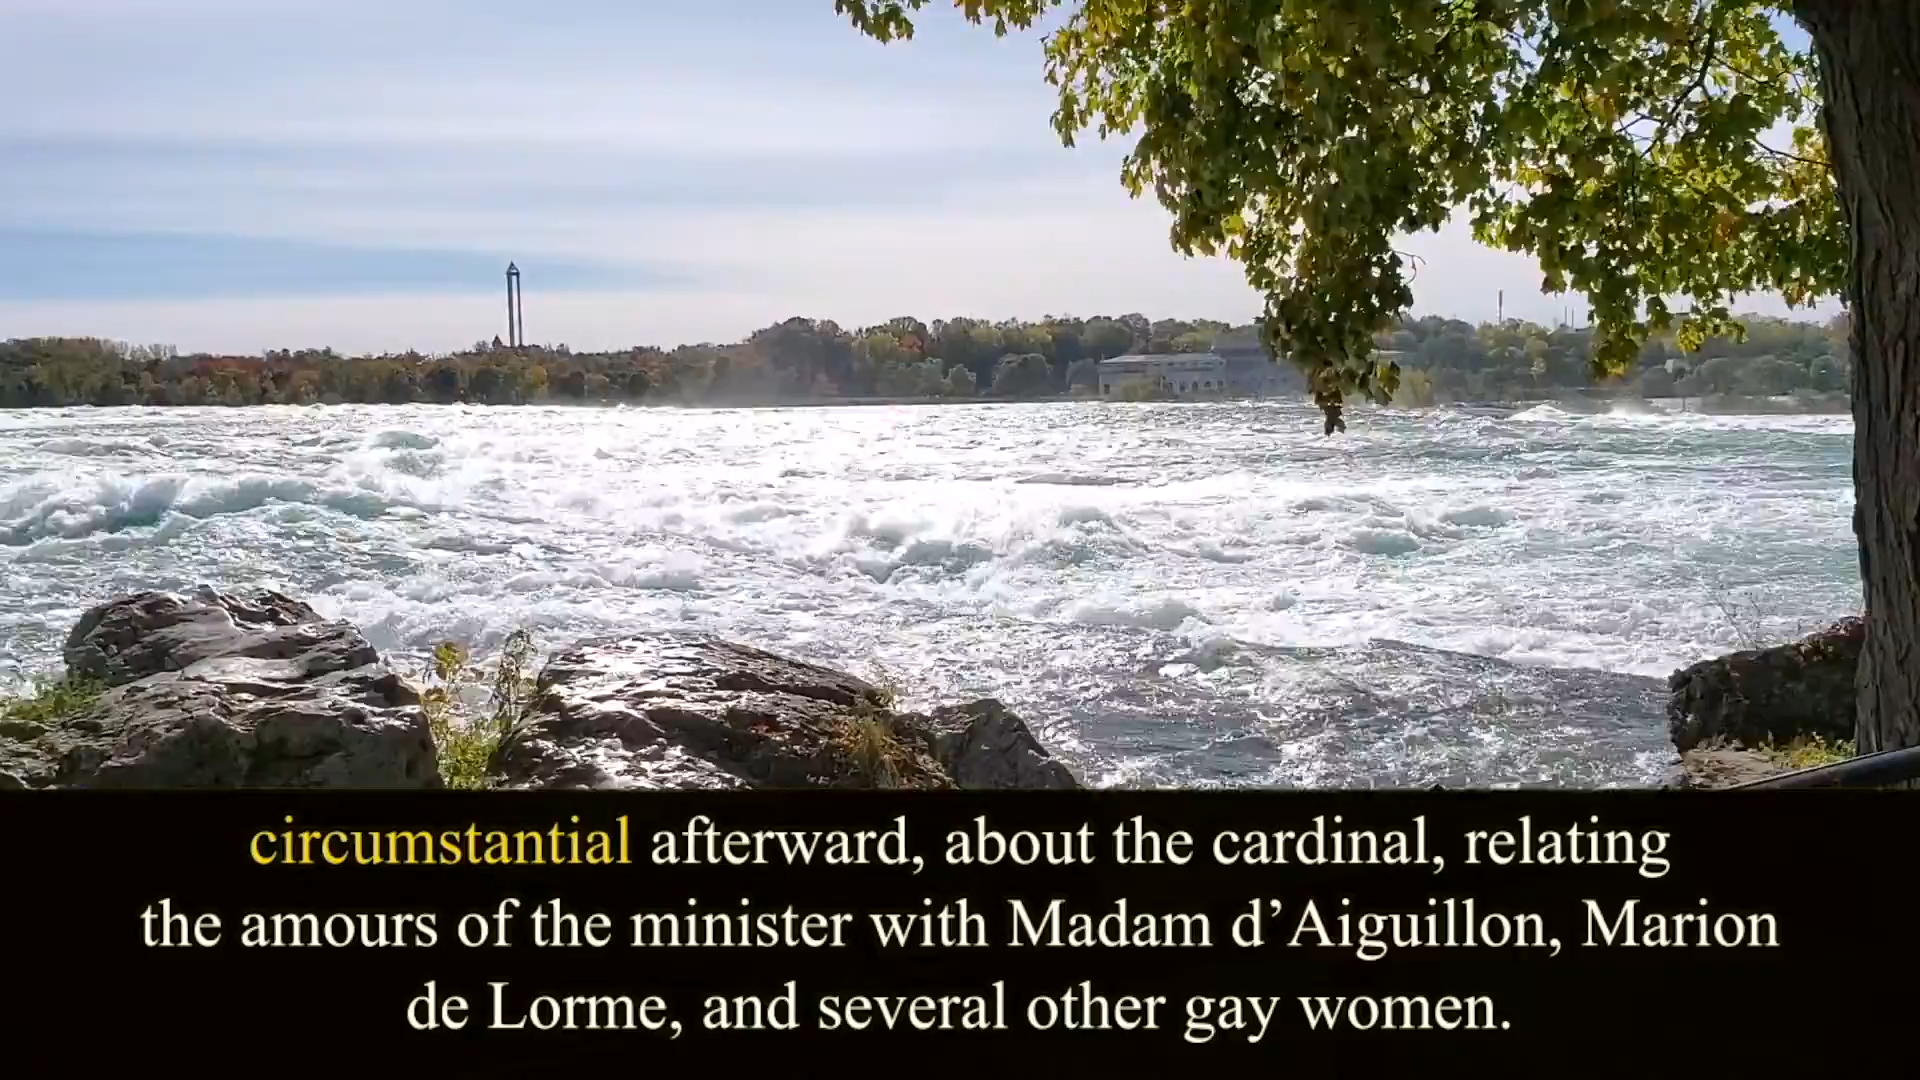 circumstantial afterward, about the cardinal, relating
the amours of the minister with Madam d’Aiguillon, Marion
de Lorme, and several other gay women.